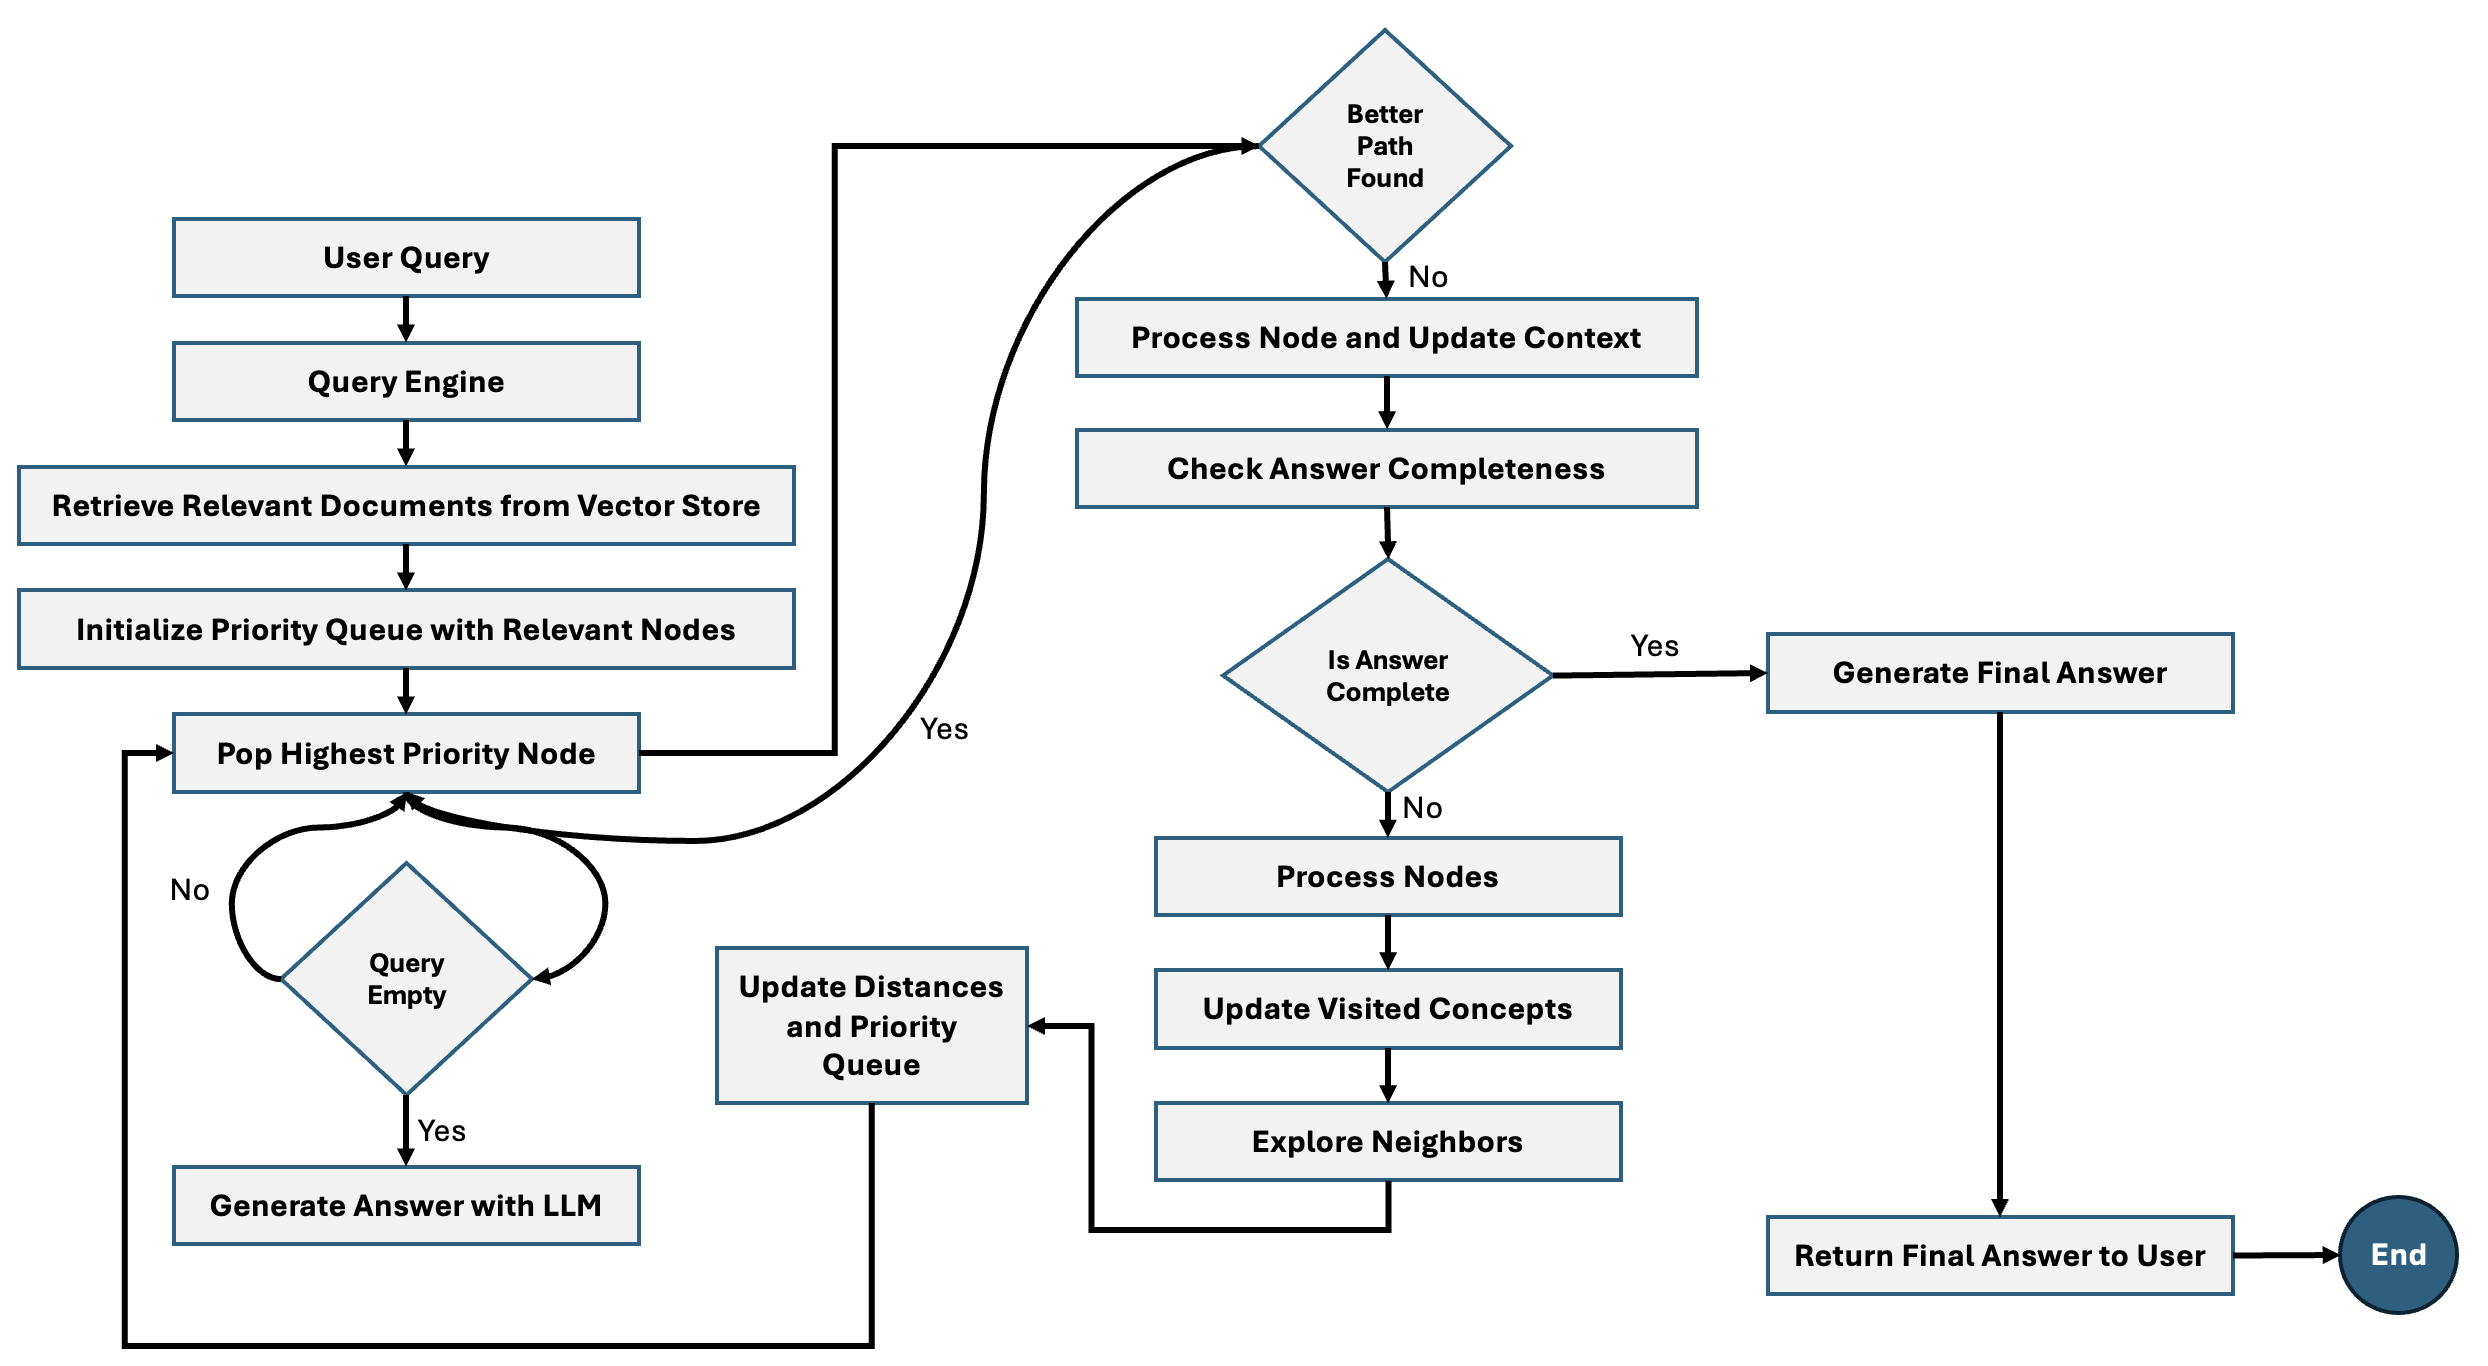 User Query
Query Engine
Retrieve Relevant Documents from Vector Store
Initialize Priority Queue with Relevant Nodes
Pop Highest Priority Node
No
Query
Empty
Yes
Generate Answer with LLM
Yes
Better
Path
Found
No
Process Node and Update Context
Check Answer Completeness
Is Answer
Complete
Yes
No
Process Nodes
Update Visited Concepts
Explore Neighbors
Update Distances
and Priority
Queue
Generate Final Answer
Return Final Answer to User
End